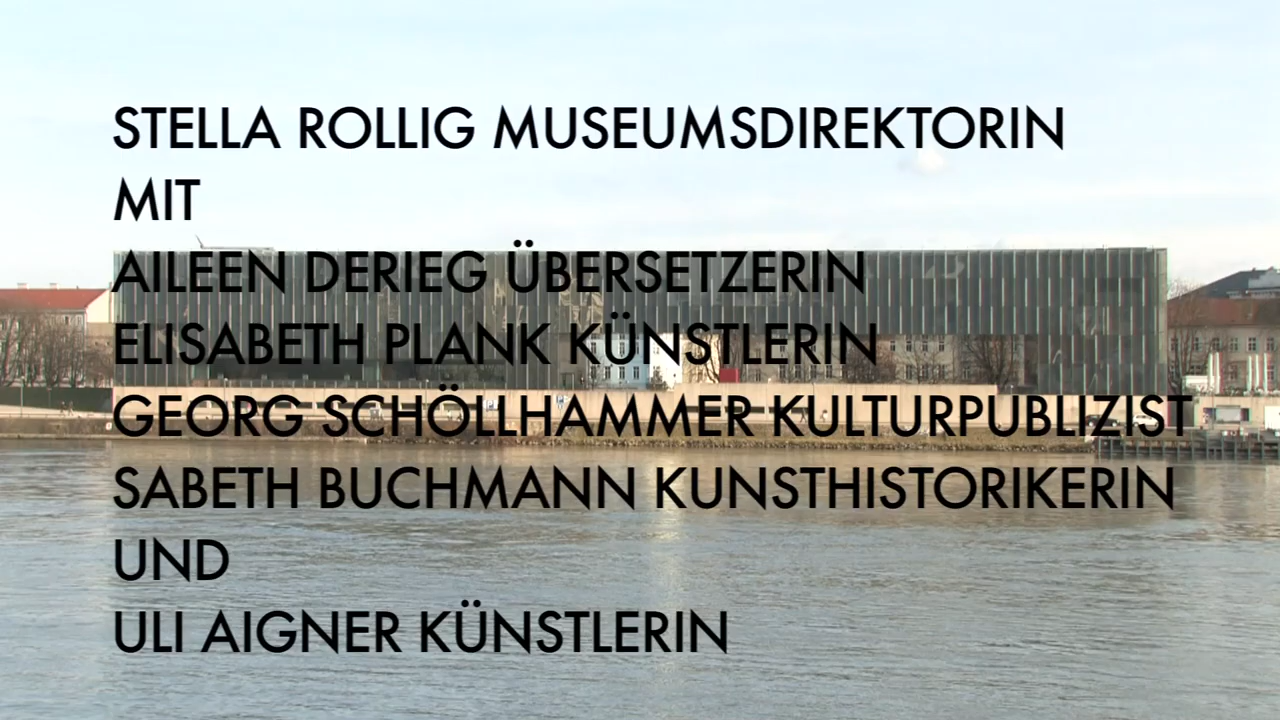 STELLA ROLLIG MUSEUMSDIREKTORIN
MIT
AILEEN DERIEG ÜBERSETZERIN
ELISABETH PLANK KÜNSTLERIN
GEORG SCHÖLLHAMMER KULTURPUBLIZIST
SABETH BUCHMANN KUNSTHISTORIKERIN
UND
ULI AIGNER KÜNSTLERIN